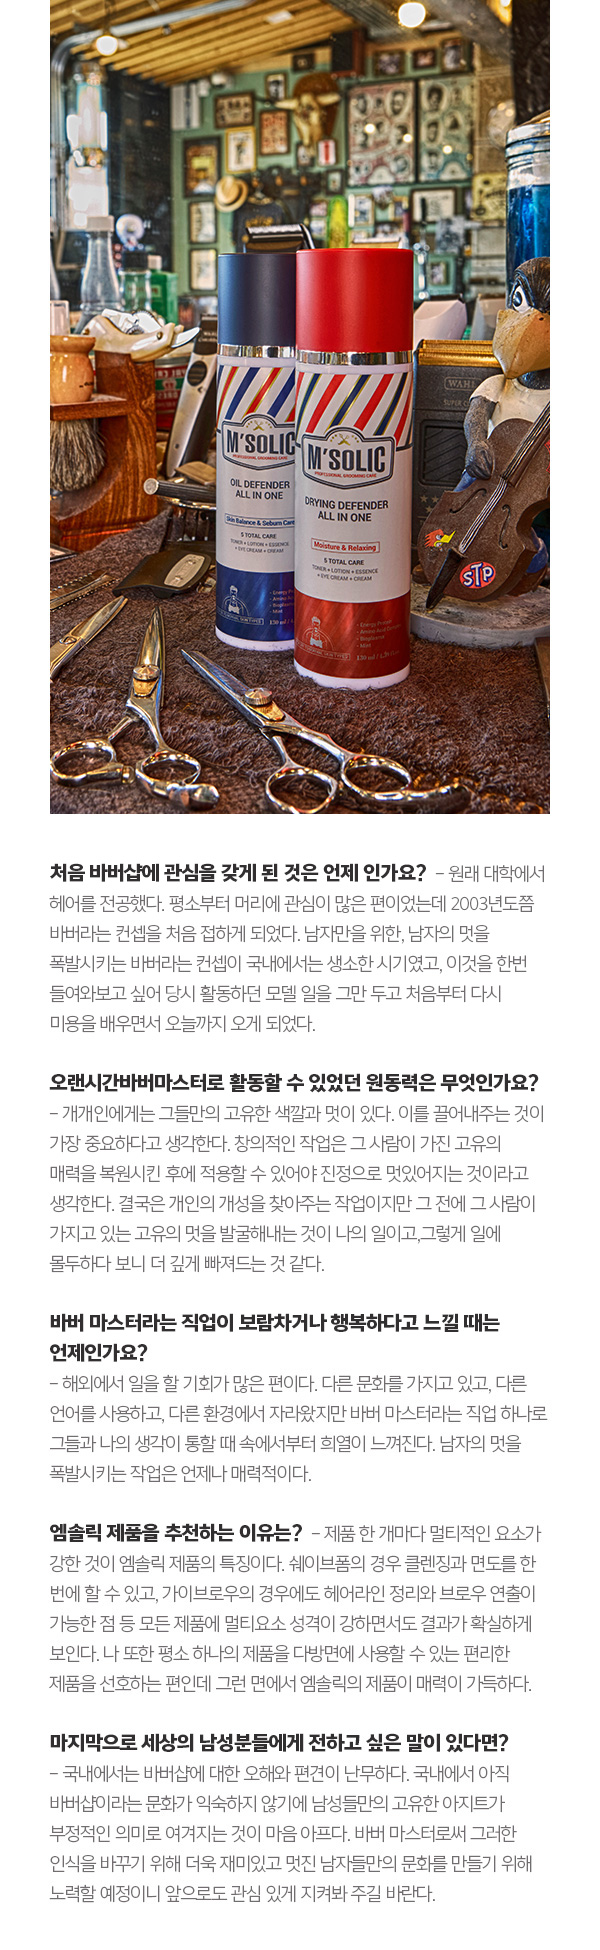 WAHL
SUPER
M'SOLIC
PROFESSIONAL GROOMING CARE
OIL DEFENDER
ALL IN ONE
Skin Balance & Sebum Care
5 TOTAL CARE
TONER + LOTION + ESSENCE
+ EYE CREAM + CREAM
M'SOLIC
PROFESSIONAL GROOMING CARE
DRYING DEFENDER
ALL IN ONE
Moisture & Relaxing
5 TOTAL CARE
TONER + LOTION + ESSENCE
+ EYE CREAM + CREAM
STP
처음 바버샵에 관심을 갖게 된 것은 언제 인가요? – 원래 대학에서
헤어를 전공했다. 평소부터 머리에 관심이 많은 편이었는데 2003년도쯤
바버라는 컨셉을 처음 접하게 되었다. 남자만을 위한, 남자의 멋을
폭발시키는 바버라는 컨셉이 국내에서는 생소한 시기였고, 이것을 한번
들여와보고 싶어 당시 활동하던 모델 일을 그만 두고 처음부터 다시
미용을 배우면서 오늘까지 오게 되었다.
오랜시간바버마스터로 활동할 수 있었던 원동력은 무엇인가요?
– 개개인에게는 그들만의 고유한 색깔과 멋이 있다. 이를 끌어내주는 것이
가장 중요하다고 생각한다. 창의적인 작업은 그 사람이 가진 고유의
매력을 복원시킨 후에 적용할 수 있어야 진정으로 멋있어지는 것이라고
생각한다. 결국은 개인의 개성을 찾아주는 작업이지만 그 전에 그 사람이
가지고 있는 고유의 멋을 발굴해내는 것이 나의 일이고,그렇게 일에
몰두하다 보니 더 깊게 빠져드는 것 같다.
바버 마스터라는 직업이 보람차거나 행복하다고 느낄 때는
언제인가요?
– 해외에서 일을 할 기회가 많은 편이다. 다른 문화를 가지고 있고, 다른
언어를 사용하고, 다른 환경에서 자라왔지만 바버 마스터라는 직업 하나로
그들과 나의 생각이 통할 때 속에서부터 희열이 느껴진다. 남자의 멋을
폭발시키는 작업은 언제나 매력적이다.
엠솔릭 제품을 추천하는 이유는? – 제품 한 개마다 멀티적인 요소가
강한 것이 엠솔릭 제품의 특징이다. 쉐이브폼의 경우 클렌징과 면도를 한
번에 할 수 있고, 가이브로우의 경우에도 헤어라인 정리와 브로우 연출이
가능한 점 등 모든 제품에 멀티요소 성격이 강하면서도 결과가 확실하게
보인다. 나 또한 평소 하나의 제품을 다방면에 사용할 수 있는 편리한
제품을 선호하는 편인데 그런 면에서 엠솔릭의 제품이 매력이 가득하다.
마지막으로 세상의 남성분들에게 전하고 싶은 말이 있다면?
– 국내에서는 바버샵에 대한 오해와 편견이 난무하다. 국내에서 아직
바버샵이라는 문화가 익숙하지 않기에 남성들만의 고유한 아지트가
부정적인 의미로 여겨지는 것이 마음 아프다. 바버 마스터로써 그러한
인식을 바꾸기 위해 더욱 재미있고 멋진 남자들만의 문화를 만들기 위해
노력할 예정이니 앞으로도 관심 있게 지켜봐 주길 바란다.